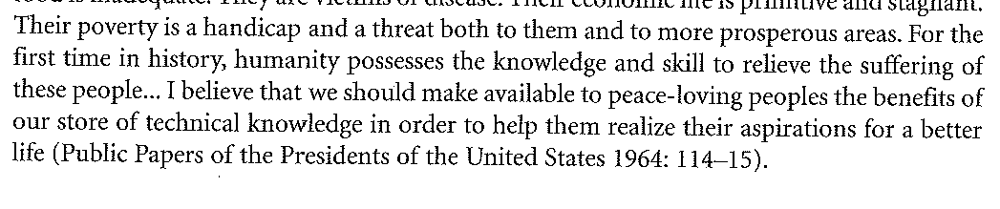 food is inadequate. They are victims of disease. Their economic life is primitive and stagnant.
Their poverty is a handicap and a threat both to them and to more prosperous areas. For the
first time in history, humanity possesses the knowledge and skill to relieve the suffering of
these people... I believe that we should make available to peace-loving peoples the benefits of
our store of technical knowledge in order to help them realize their aspirations for a better
life (Public Papers of the Presidents of the United States 1964: 114–15).